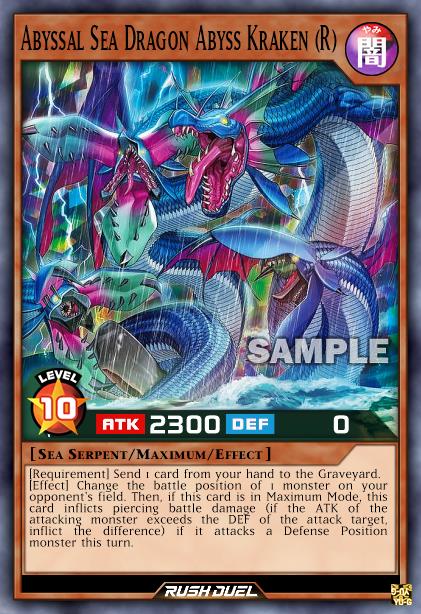 Abyssal Sea Dragon Abyss Kraken (R)
やみ
闇
SAMPLE
LEVEL
10
ATK 2300 DEF 0
[Sea Serpent/Maximum/Effect]
[Requirement] Send 1 card from your hand to the Graveyard.
[Effect] Change the battle position of 1 monster on your
opponent's field. Then, if this card is in Maximum Mode, this
card inflicts piercing battle damage (if the ATK of the
attacking monster exceeds the DEF of the attack target,
inflict the difference) if it attacks a Defense Position
monster this turn.
RUSH DUEL